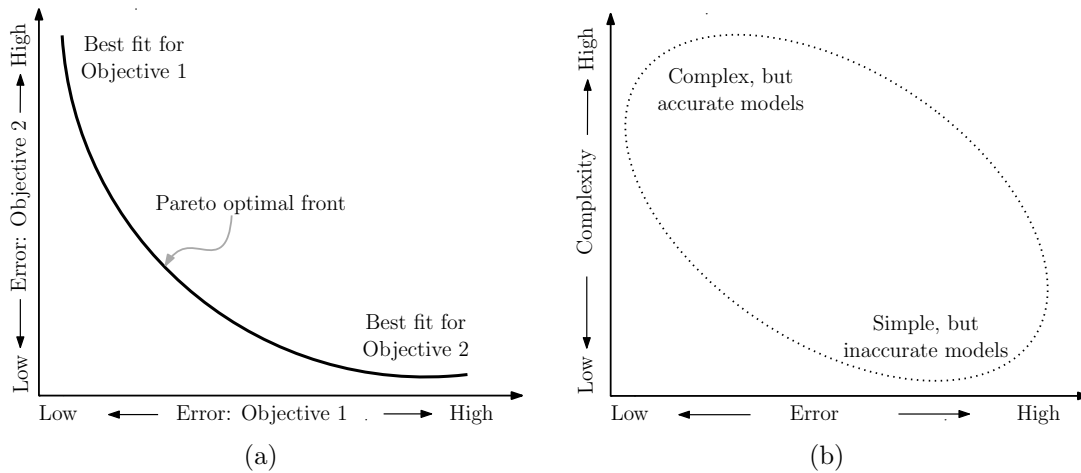 Best fit for
Objective 1
Pareto optimal front
Best fit for
Objective 2
Low Error: Objective 2 High
Low Error: Objective 1 High
(a)
Complex, but
accurate models
Simple, but
inaccurate models
Low Complexity High
Low Error High
(b)